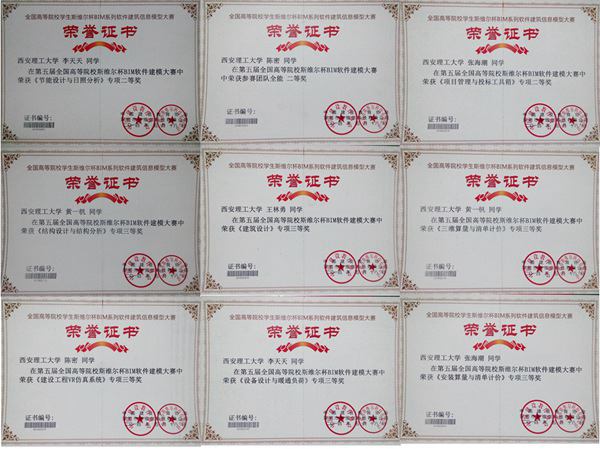 全国高等院校学生斯维尔杯BIM系列软件建筑信息模型大赛
荣誉证书
西安理工大学 李天天 同学
在第五届全国高等院校斯维尔杯BIM软件建模大赛中
荣获《节能设计与日照分析》专项二等奖
证书编号：
全国高等院校学生斯维尔杯BIM系列软件建筑信息模型大赛
荣誉证书
西安理工大学 陈密 同学
在第五届全国高等院校斯维尔杯BIM软件建模大赛
中荣获参赛团队全能 二等奖
证书编号：
全国高等院校学生斯维尔杯BIM系列软件建筑信息模型大赛
荣誉证书
西安理工大学 张海潮 同学
在第五届全国高等院校斯维尔杯BIM软件建模大赛中
荣获《项目管理与投标工具箱》专项二等奖
证书编号：
全国高等院校学生斯维尔杯BIM系列软件建筑信息模型大赛
荣誉证书
西安理工大学 黄一帆 同学
在第五届全国高等院校斯维尔杯BIM软件建模大赛中
荣获《结构设计与结构分析》专项三等奖
证书编号：
全国高等院校学生斯维尔杯BIM系列软件建筑信息模型大赛
荣誉证书
西安理工大学 王林勇 同学
在第五届全国高等院校斯维尔杯BIM软件建模大赛中
荣获《建筑设计》专项三等奖
证书编号：
全国高等院校学生斯维尔杯BIM系列软件建筑信息模型大赛
荣誉证书
西安理工大学 黄一帆 同学
在第五届全国高等院校斯维尔杯BIM软件建模大赛中
荣获《三维算量与清单计价》专项三等奖
证书编号：
全国高等院校学生斯维尔杯BIM系列软件建筑信息模型大赛
荣誉证书
西安理工大学 陈密 同学
在第五届全国高等院校斯维尔杯BIM软件建模大赛中
荣获《建设工程VR仿真系统》专项三等奖
证书编号：
全国高等院校学生斯维尔杯BIM系列软件建筑信息模型大赛
荣誉证书
西安理工大学 李天天 同学
在第五届全国高等院校斯维尔杯BIM软件建模大赛中
荣获《设备设计与暖通负荷》专项三等奖
证书编号：
全国高等院校学生斯维尔杯BIM系列软件建筑信息模型大赛
荣誉证书
西安理工大学 张海潮 同学
在第五届全国高等院校斯维尔杯BIM软件建模大赛中
荣获《安装算量与清单计价》专项三等奖
证书编号：